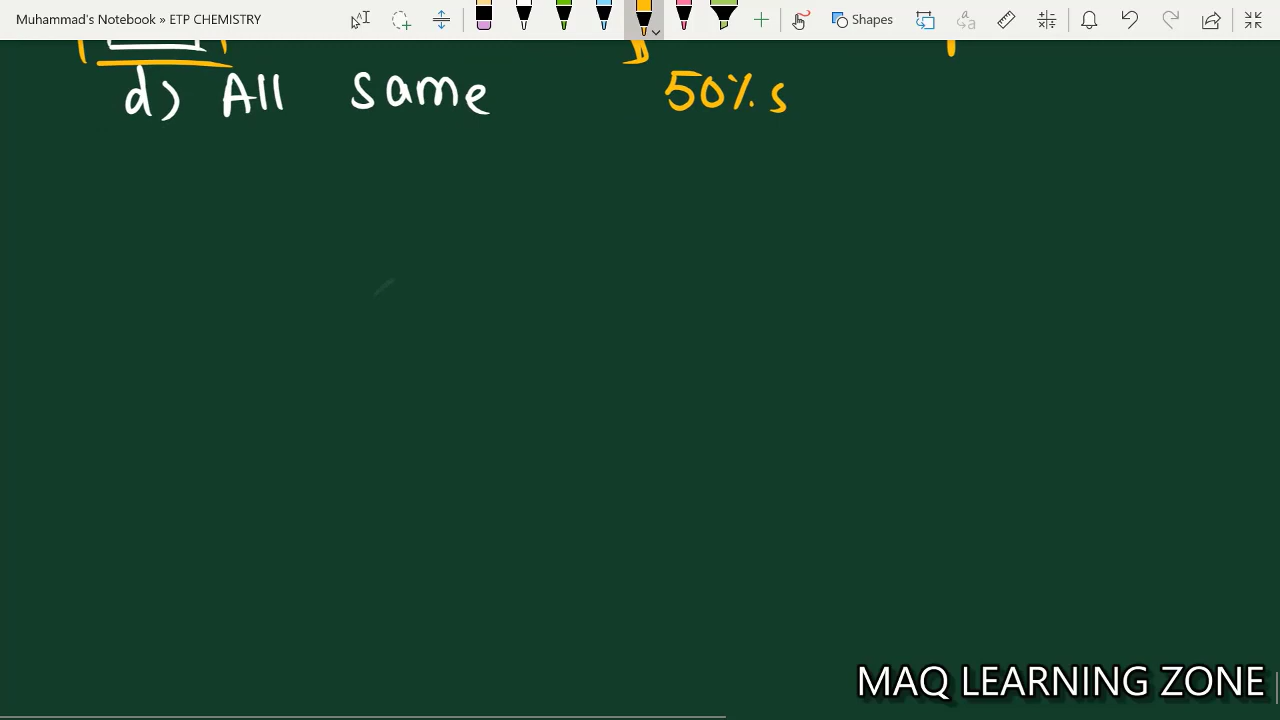 Muhammad's Notebook » ETP CHEMISTRY
Shapes
d) All same 50% s
MAQ LEARNING ZONE